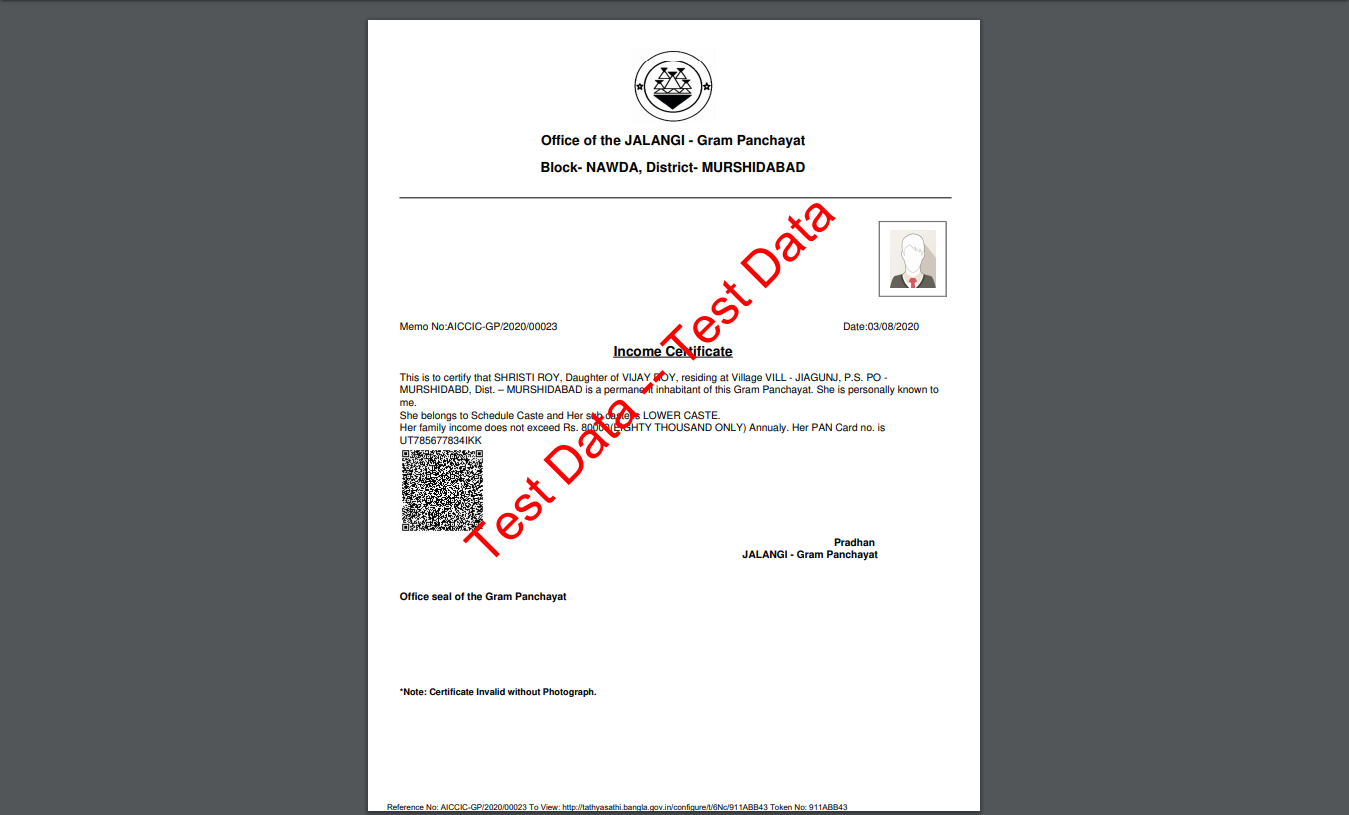 Office of the JALANGI - Gram Panchayat
Block- NAWDA, District- MURSHIDABAD
Memo No:AICCIC-GP/2020/00023 Date:03/08/2020
Income Certificate
This is to certify that SHRISTI ROY, Daughter of VIJAY ROY, residing at Village VILL - JIAGUNJ, P.S. PO -
MURSHIDABD, Dist. – MURSHIDABAD is a permanent inhabitant of this Gram Panchayat. She is personally known to
me.
She belongs to Schedule Caste and Her sub caste is LOWER CASTE.
Her family income does not exceed Rs. 80000(EIGHTY THOUSAND ONLY) Annualy. Her PAN Card no. is
UT785677834IKK
Test Data -- Test Data
Pradhan
JALANGI - Gram Panchayat
Office seal of the Gram Panchayat
*Note: Certificate Invalid without Photograph.
Reference No: AICCIC-GP/2020/00023 To View: http://tathyasathi.bangla.gov.in/configure/t/6Nc/911ABB43 Token No: 911ABB43